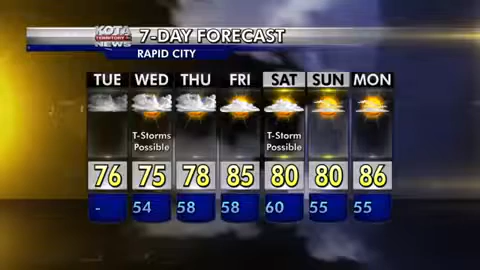 KOTA
TERRITORY
NEWS
7-DAY FORECAST
RAPID CITY
TUE WED THU FRI SAT SUN MON
T-Storms Possible
T-Storm Possible
76 75 78 85 80 80 86
- 54 58 58 60 55 55